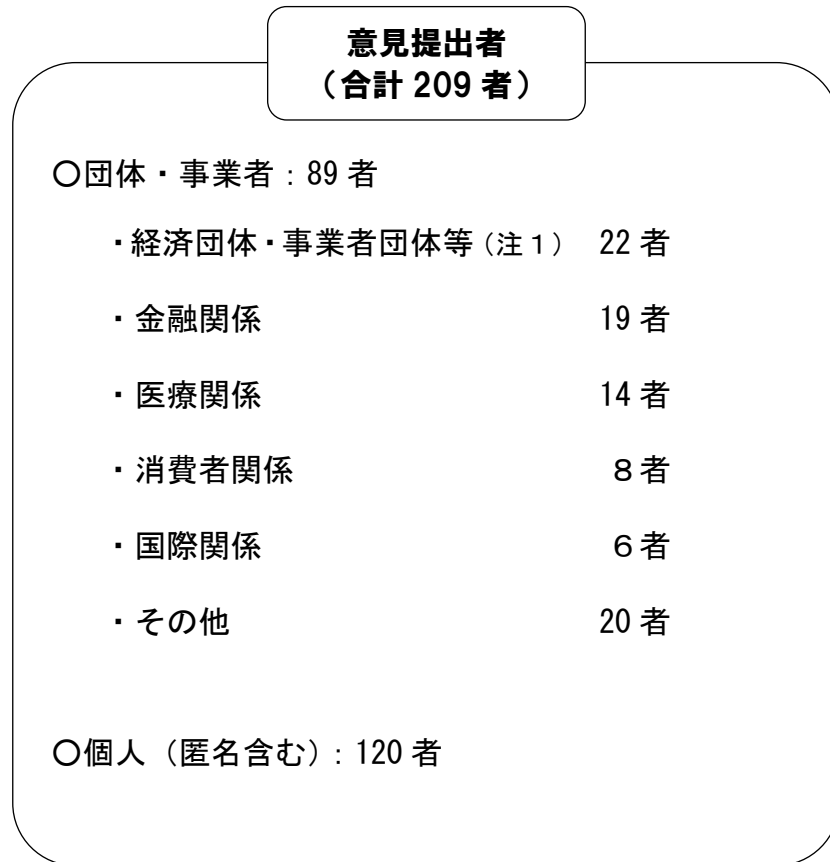 意見提出者
(合計 209 者)
○団体・事業者：89 者
・経済団体・事業者団体等（注１） 22 者
・金融関係 19 者
・医療関係 14 者
・消費者関係 ８者
・国際関係 ６者
・その他 20 者
○個人（匿名含む）：120 者